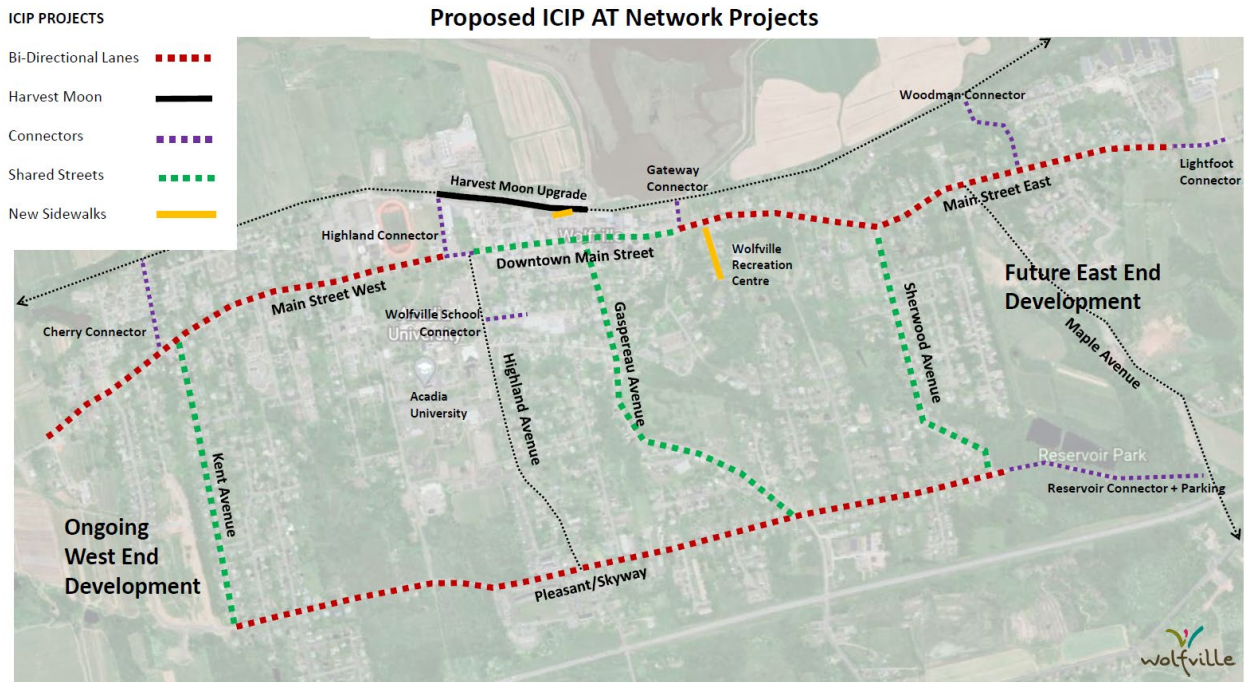 Proposed ICIP AT Network Projects
ICIP PROJECTS
Bi-Directional Lanes
Harvest Moon
Connectors
Shared Streets
New Sidewalks
Woodman Connector
Lightfoot
Connector
Gateway
Connector
Harvest Moon Upgrade
Main Street East
Highland Connector
Wolfville
Downtown Main Street
Wolfville
Recreation
Centre
Future East End
Development
Main Street West
Cherry Connector
Wolfville School
Connector
University
Gaspereau Avenue
Sherwood Avenue
Maple Avenue
Highland Avenue
Acadia
University
Kent Avenue
Reservoir Park
Reservoir Connector + Parking
Ongoing
West End
Development
Pleasant/Skyway
wolfville